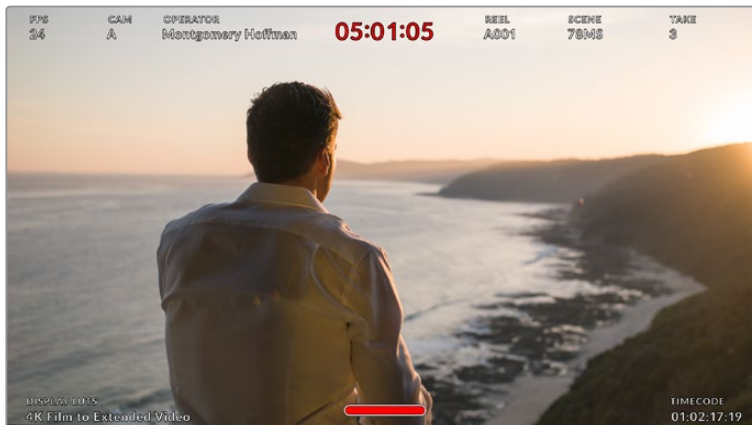 FPS
24
CAM
A
OPERATOR
Montgomery Hoffman
05:01:05
REEL
A001
SCENE
78MS
TAKE
3
DISPLAY LUTS
4K Film to Extended Video
TIMECODE
01:02:17:19